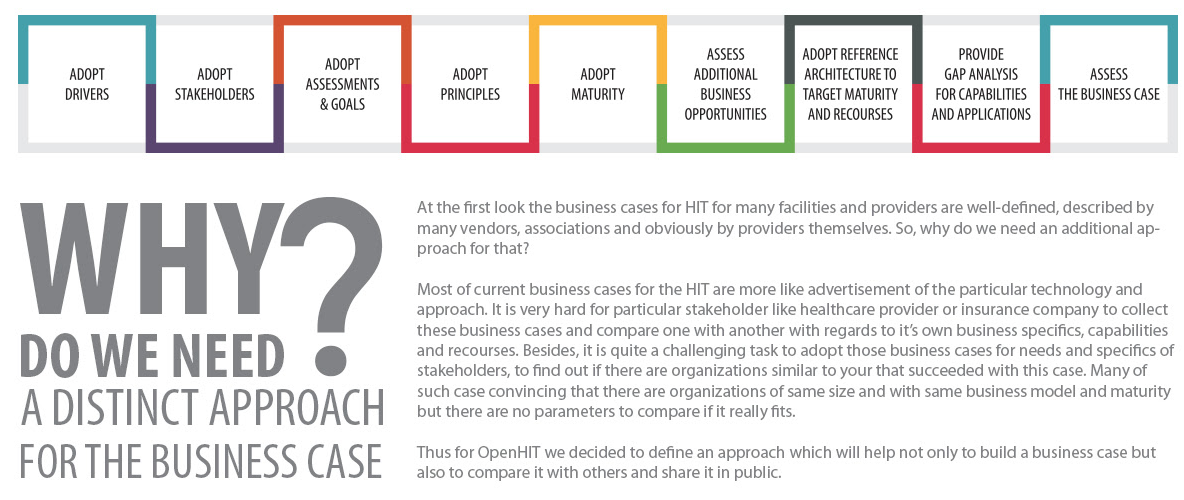 ADOPT
DRIVERS
ADOPT
STAKEHOLDERS
ADOPT
ASSESSMENTS
& GOALS
ADOPT
PRINCIPLES
ADOPT
MATURITY
ASSESS
ADDITIONAL
BUSINESS
OPPORTUNITIES
ADOPT REFERENCE
ARCHITECTURE TO
TARGET MATURITY
AND RECOURSES
PROVIDE
GAP ANALYSIS
FOR CAPABILITIES
AND APPLICATIONS
ASSESS
THE BUSINESS CASE
WHY?
DO WE NEED
A DISTINCT APPROACH
FOR THE BUSINESS CASE
At the first look the business cases for HIT for many facilities and providers are well-defined, described by
many vendors, associations and obviously by providers themselves. So, why do we need an additional ap-
proach for that?
Most of current business cases for the HIT are more like advertisement of the particular technology and
approach. It is very hard for particular stakeholder like healthcare provider or insurance company to collect
these business cases and compare one with another with regards to it's own business specifics, capabilities
and recourses. Besides, it is quite a challenging task to adopt those business cases for needs and specifics of
stakeholders, to find out if there are organizations similar to your that succeeded with this case. Many of
such case convincing that there are organizations of same size and with same business model and maturity
but there are no parameters to compare if it really fits.
Thus for OpenHIT we decided to define an approach which will help not only to build a business case but
also to compare it with others and share it in public.